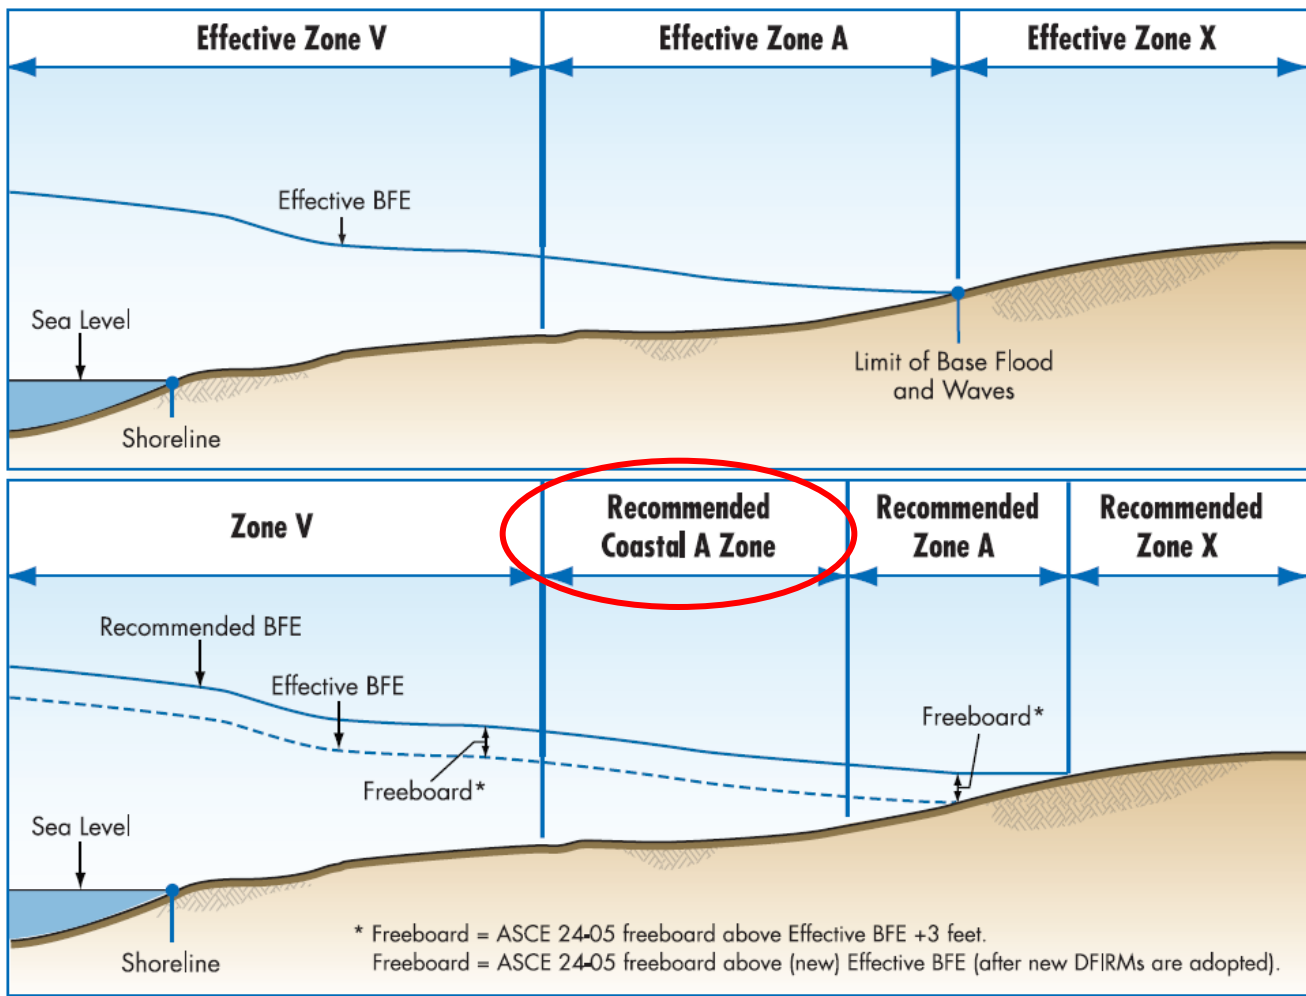 Effective Zone V
Effective Zone A
Effective Zone X
Effective BFE
Sea Level
Limit of Base Flood
and Waves
Shoreline
Zone V
Recommended
Coastal A Zone
Recommended
Zone A
Recommended
Zone X
Recommended BFE
Effective BFE
Freeboard*
Freeboard*
Sea Level
Shoreline
* Freeboard = ASCE 24-05 freeboard above Effective BFE +3 feet.
Freeboard = ASCE 24-05 freeboard above (new) Effective BFE (after new DFIRMs are adopted).